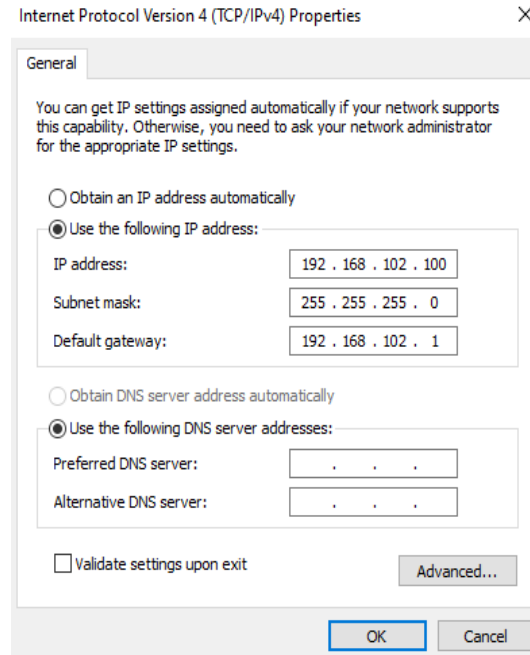 Internet Protocol Version 4 (TCP/IPv4) Properties
General
You can get IP settings assigned automatically if your network supports
this capability. Otherwise, you need to ask your network administrator
for the appropriate IP settings.
Obtain an IP address automatically
Use the following IP address:
IP address: 192 . 168 . 102 . 100
Subnet mask: 255 . 255 . 255 . 0
Default gateway: 192 . 168 . 102 . 1
Obtain DNS server address automatically
Use the following DNS server addresses:
Preferred DNS server: . . .
Alternative DNS server: . . .
Validate settings upon exit
Advanced...
OK Cancel